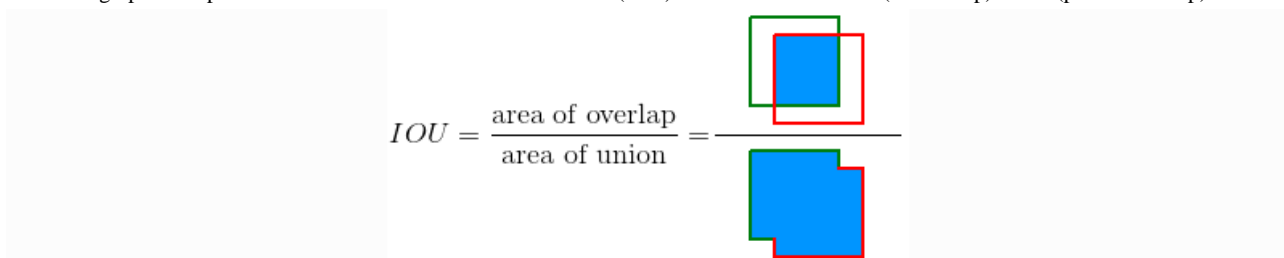 IOU = area of overlap / area of union =